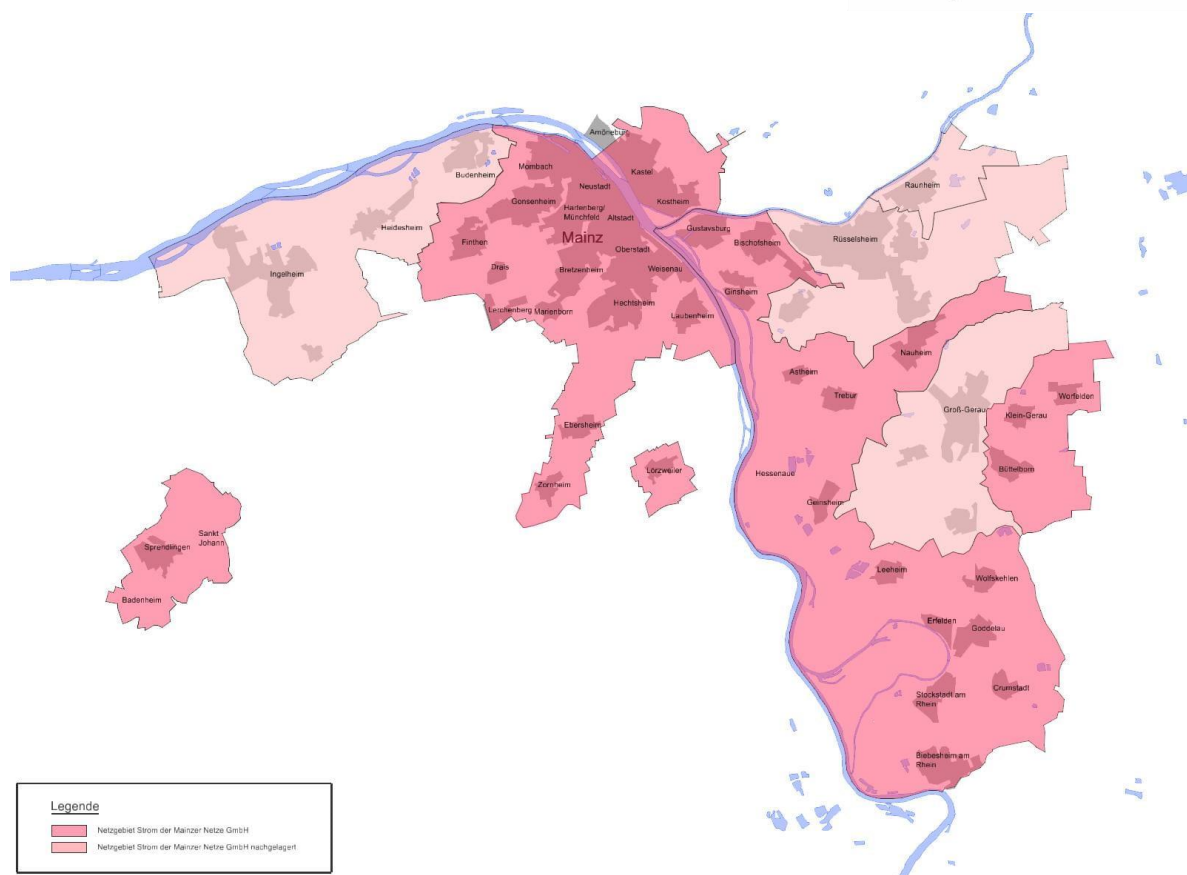 Amöneburg
Mombach
Kastel
Budenheim
Neustadt
Raunheim
Gonsenheim
Hartenberg/
Münchfeld
Altstadt
Kostheim
Heidesheim
Gustavsburg
Finthen
Mainz
Bischofsheim
Rüsselsheim
Oberstadt
Ingelheim
Drais
Bretzenheim
Weisenau
Ginsheim
Lerchenberg
Marienborn
Hechtsheim
Laubenheim
Nauheim
Astheim
Trebur
Worfelden
Groß-Gerau
Klein-Gerau
Ebersheim
Lörzweiler
Hessenaue
Büttelborn
Zornheim
Geinsheim
Sankt
Johann
Sprendlingen
Leeheim
Wolfskehlen
Badenheim
Erfelden
Goddelau
Crumstadt
Stockstadt am
Rhein
Biebesheim am
Rhein
Legende
Netzgebiet Strom der Mainzer Netze GmbH
Netzgebiet Strom der Mainzer Netze GmbH nachgelagert